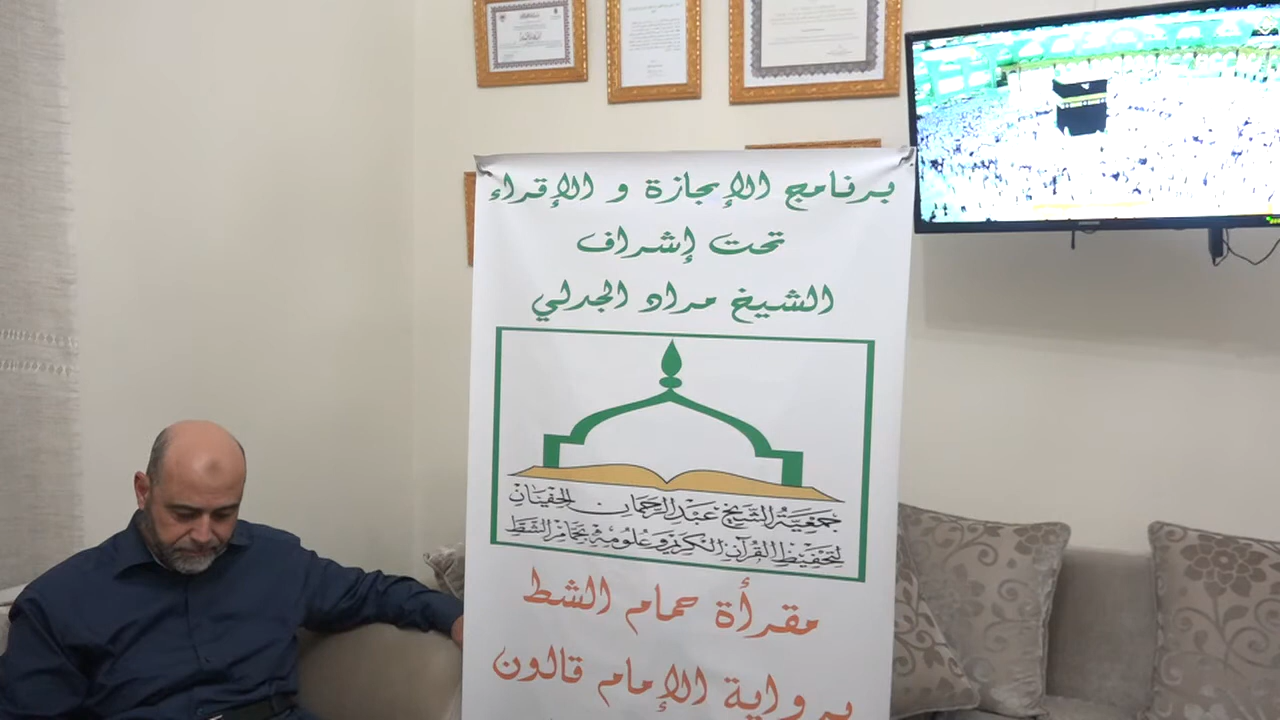 برنامج الإجازة و الإقراء
تحت إشراف
الشيخ مراد الجدلي
جمعية الشيخ عبد الرحمان الحفيان
لتحفيظ القرآن الكريم وعلومه بحمام الشط
مقرأة حمام الشط
برواية الإمام قالون